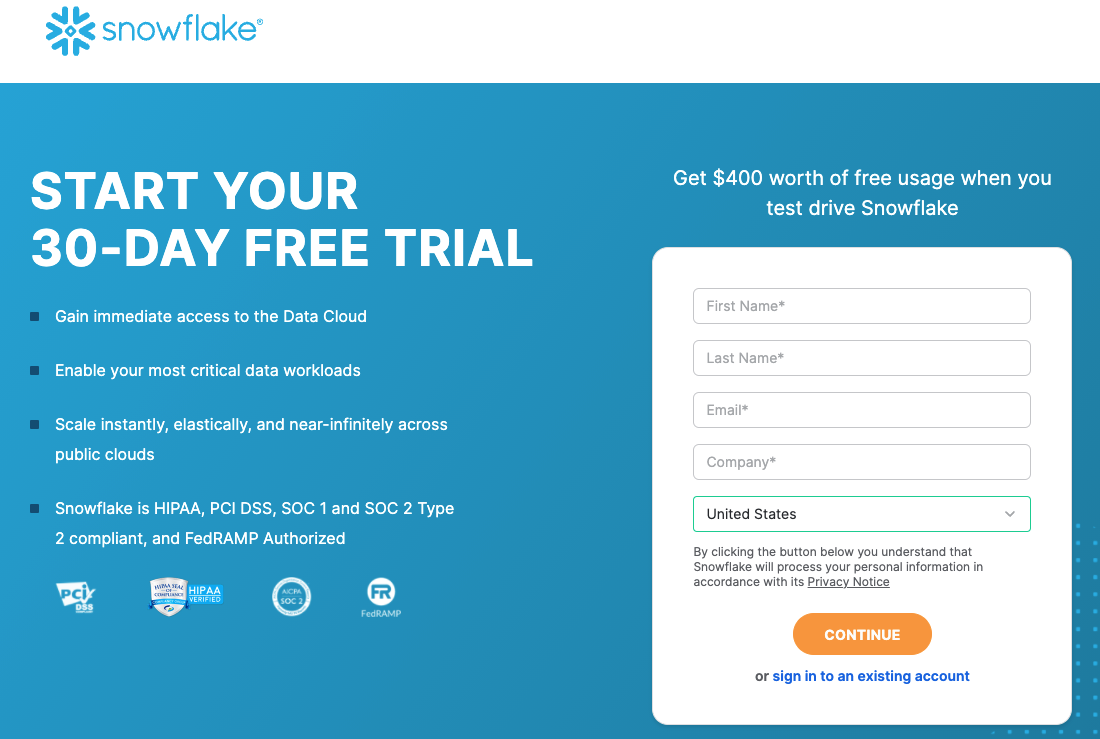 snowflake®
START YOUR
30-DAY FREE TRIAL
Gain immediate access to the Data Cloud
Enable your most critical data workloads
Scale instantly, elastically, and near-infinitely across
public clouds
Snowflake is HIPAA, PCI DSS, SOC 1 and SOC 2 Type
2 compliant, and FedRAMP Authorized
PCI
DSS
HIPAA SEAL
OF
COMPLIANCE
HIPAA
VERIFIED
AICPA
SOC 2
FR
FedRAMP
Get $400 worth of free usage when you
test drive Snowflake
First Name*
Last Name*
Email*
Company*
United States
By clicking the button below you understand that
Snowflake will process your personal information in
accordance with its Privacy Notice
CONTINUE
or sign in to an existing account